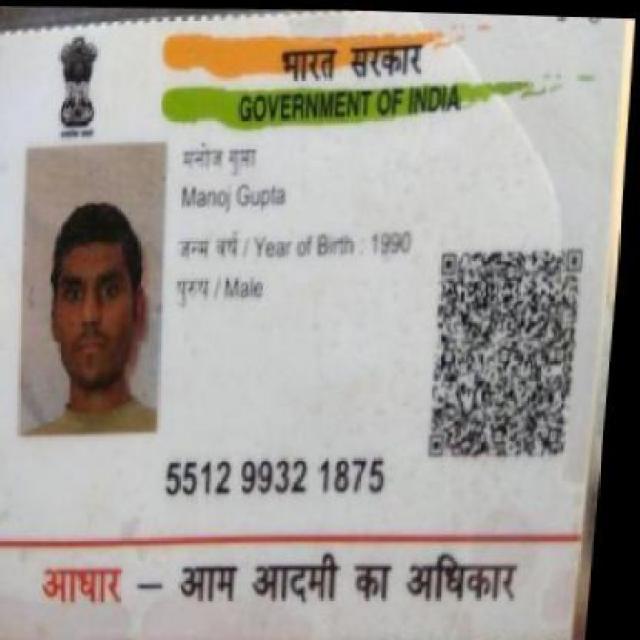 भारत सरकार
GOVERNMENT OF INDIA
मनोज गुप्ता
Manoj Gupta
जन्म वर्ष / Year of Birth : 1990
पुरुष / Male
5512 9932 1875
आधार – आम आदमी का अधिकार